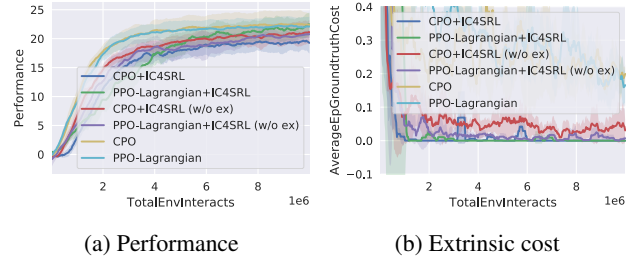 25
20
15
10
5
0
Performance
CPO+IC4SRL
PPO-Lagrangian+IC4SRL
CPO+IC4SRL (w/o ex)
PPO-Lagrangian+IC4SRL (w/o ex)
CPO
PPO-Lagrangian
2 4 6 8
1e6
TotalEnvInteracts
(a) Performance
0.4
0.3
0.2
0.1
0.0
−0.1
AverageEpGroundtruthCost
CPO+IC4SRL
PPO-Lagrangian+IC4SRL
CPO+IC4SRL (w/o ex)
PPO-Lagrangian+IC4SRL (w/o ex)
CPO
PPO-Lagrangian
2 4 6 8
1e6
TotalEnvInteracts
(b) Extrinsic cost